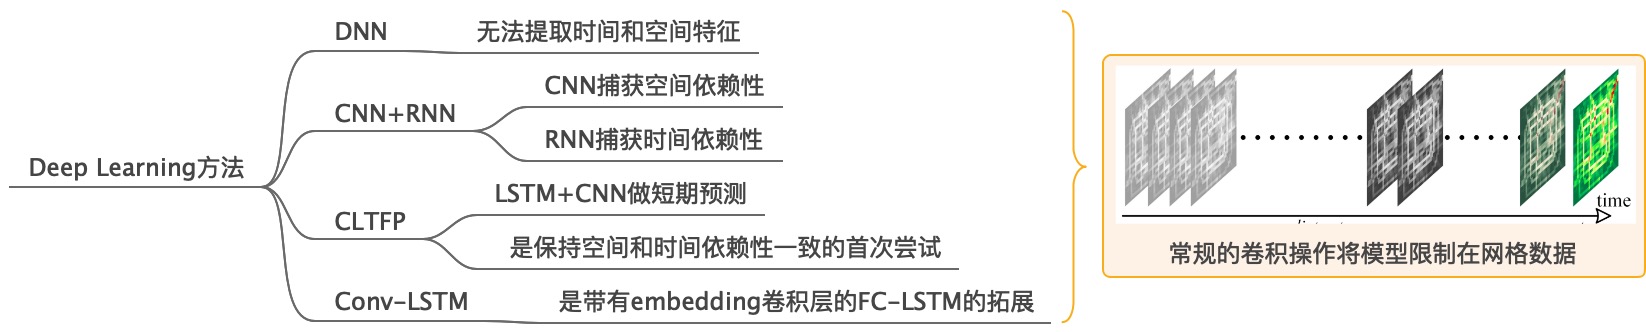 Deep Learning方法
DNN
无法提取时间和空间特征
CNN+RNN
CNN捕获空间依赖性
RNN捕获时间依赖性
CLTFP
LSTM+CNN做短期预测
是保持空间和时间依赖性一致的首次尝试
Conv-LSTM
是带有embedding卷积层的FC-LSTM的拓展
time
常规的卷积操作将模型限制在网格数据